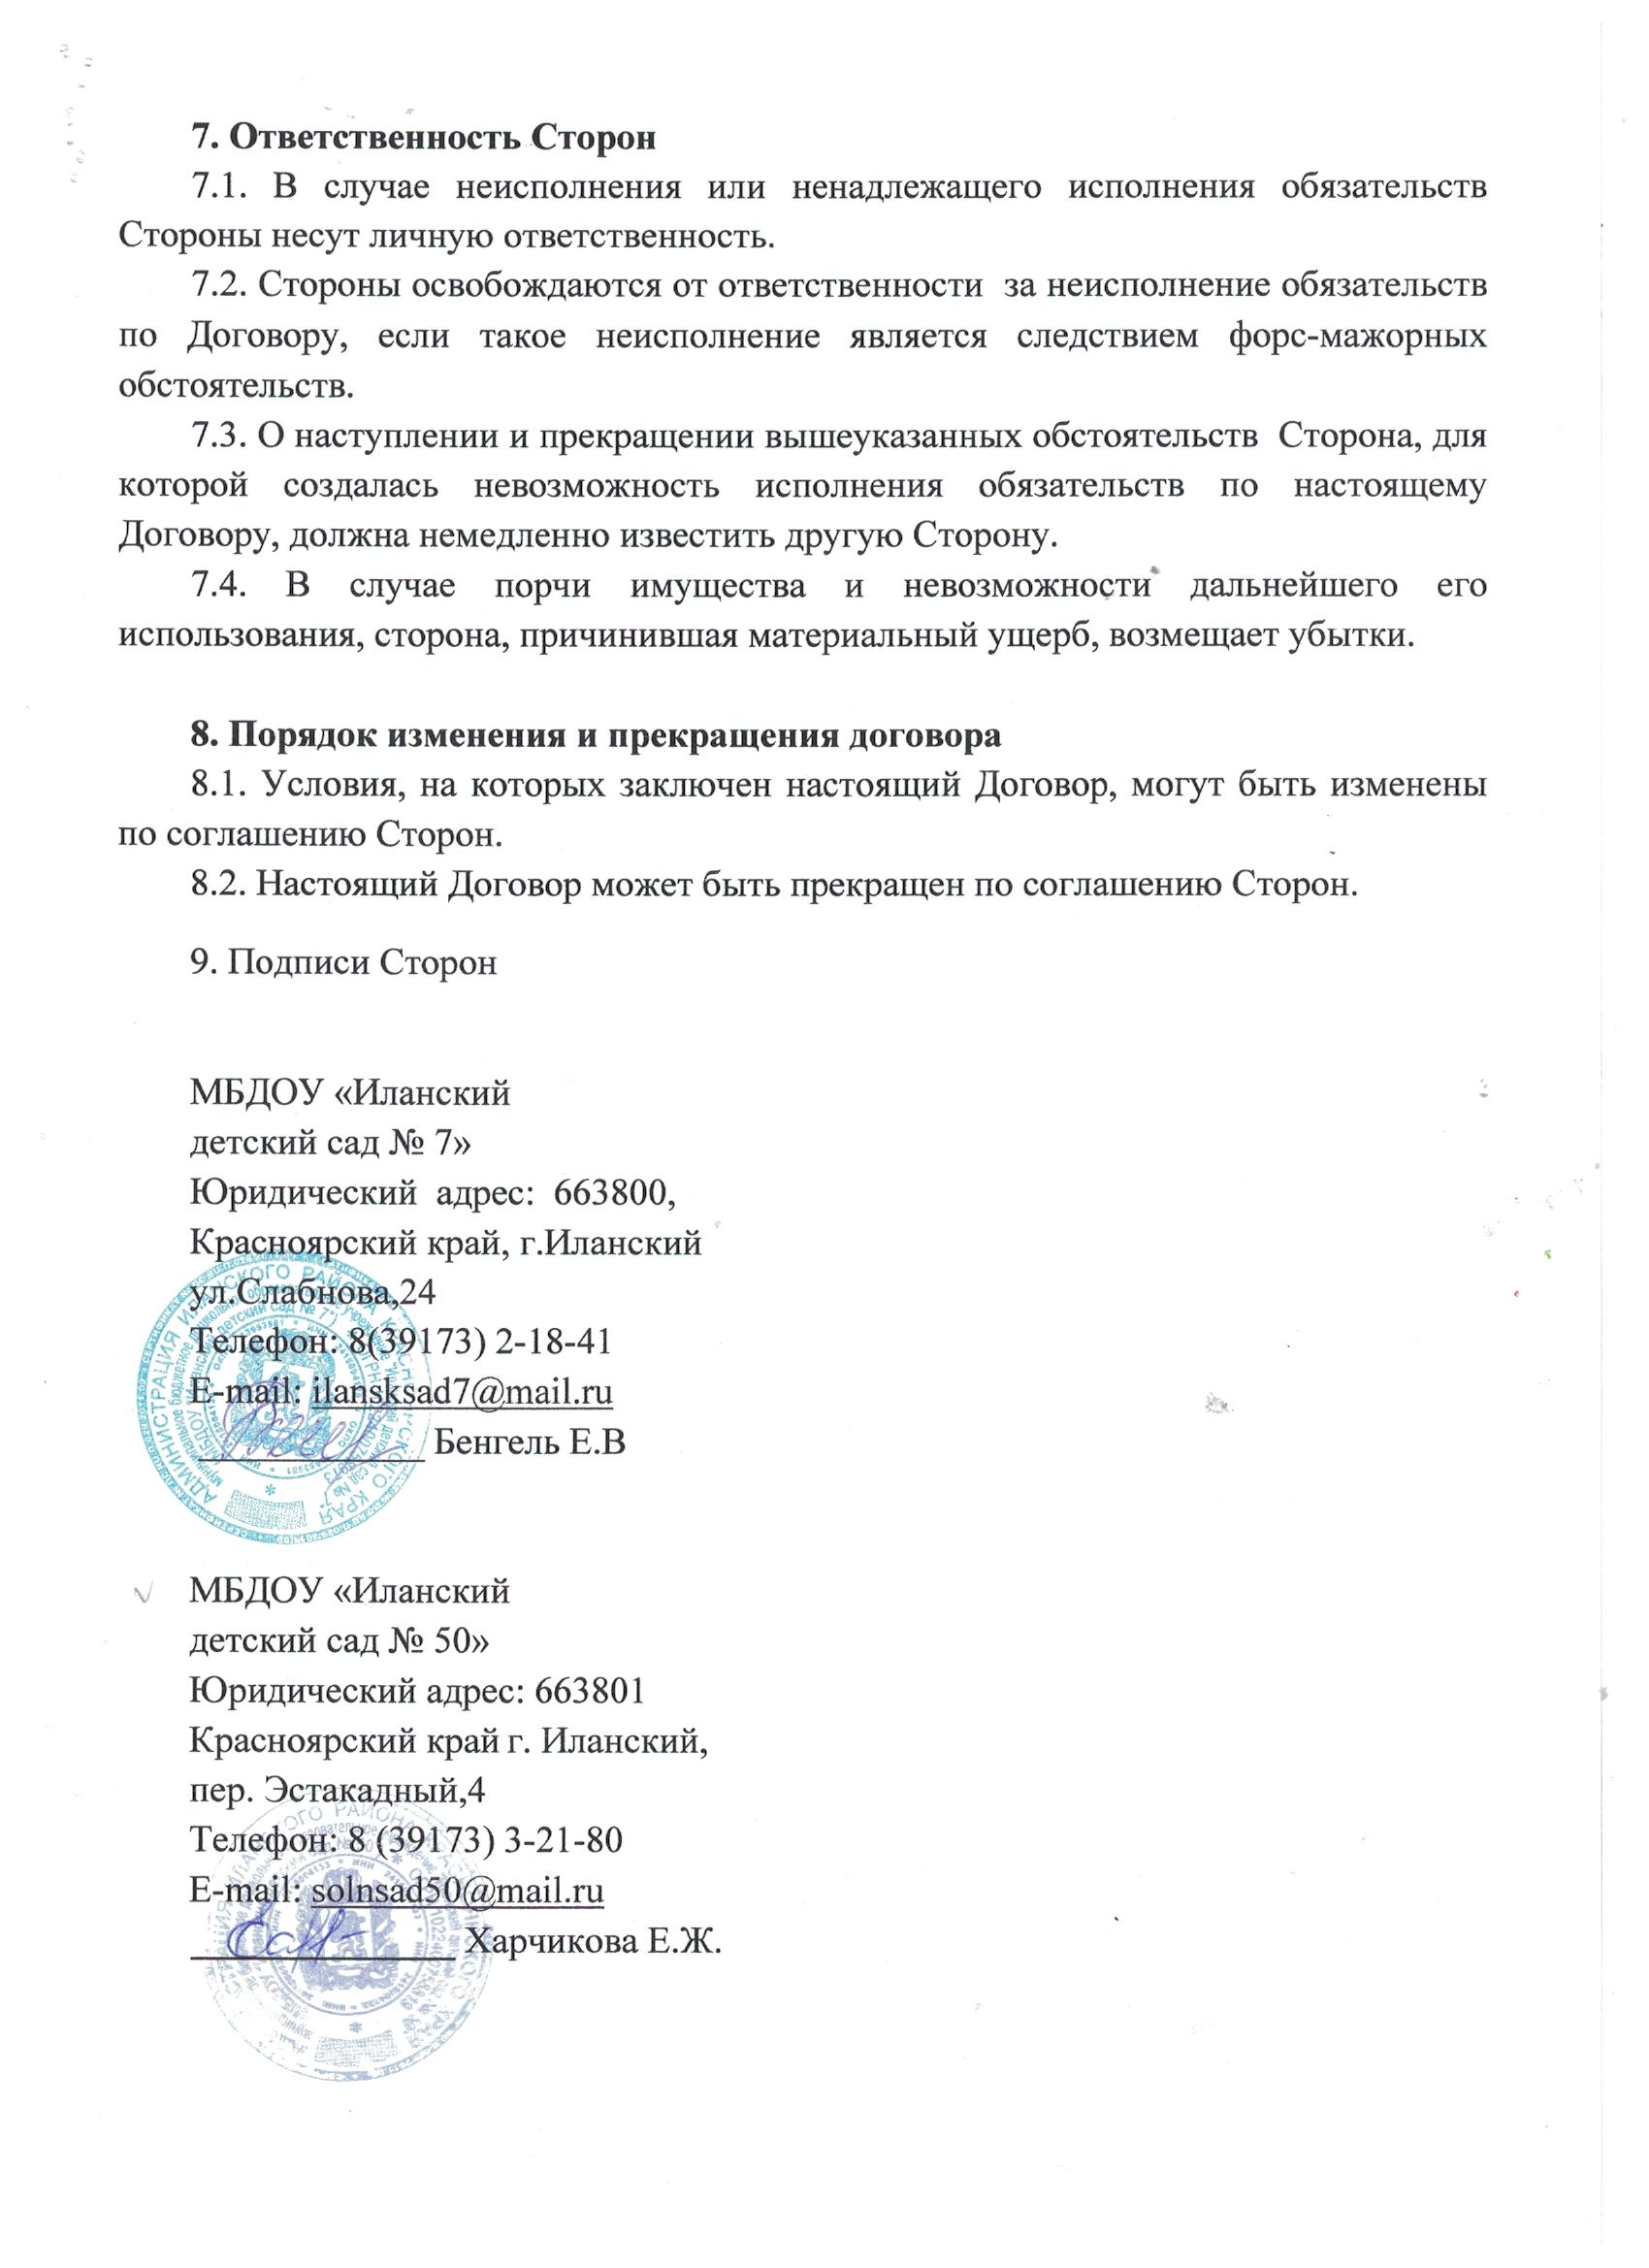 7. Ответственность Сторон
7.1. В случае неисполнения или ненадлежащего исполнения обязательств
Стороны несут личную ответственность.
7.2. Стороны освобождаются от ответственности за неисполнение обязательств
по Договору, если такое неисполнение является следствием форс-мажорных
обстоятельств.
7.3. О наступлении и прекращении вышеуказанных обстоятельств Сторона, для
которой создалась невозможность исполнения обязательств по настоящему
Договору, должна немедленно известить другую Сторону.
7.4. В случае порчи имущества и невозможности дальнейшего его
использования, сторона, причинившая материальный ущерб, возмещает убытки.
8. Порядок изменения и прекращения договора
8.1. Условия, на которых заключен настоящий Договор, могут быть изменены
по соглашению Сторон.
8.2. Настоящий Договор может быть прекращен по соглашению Сторон.
9. Подписи Сторон
МБДОУ «Иланский
детский сад № 7»
Юридический адрес: 663800,
Красноярский край, г.Иланский
ул.Слабнова,24
Телефон: 8(39173) 2-18-41
E-mail: ilansksad7@mail.ru
Бенгель Е.В
АДМИНИСТРАЦИЯ ИЛАНСКОГО РАЙОНА КРАСНОЯРСКОГО КРАЯ
МБДОУ «Иланский
детский сад № 50»
Юридический адрес: 663801
Красноярский край г. Иланский,
пер. Эстакадный,4
Телефон: 8 (39173) 3-21-80
E-mail: solnsad50@mail.ru
Харчикова Е.Ж.